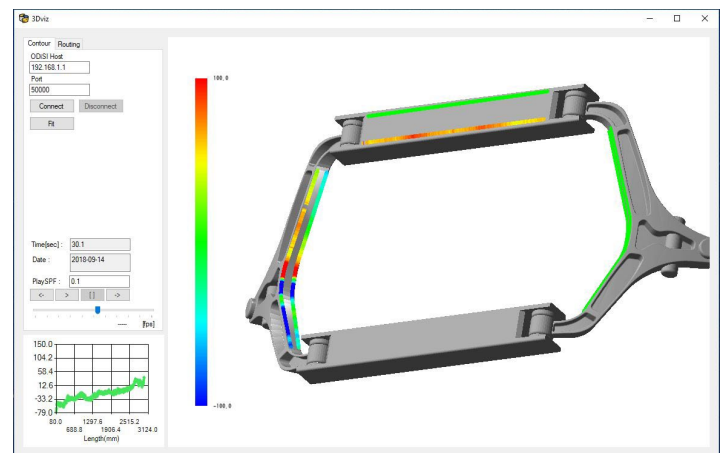 3Dviz
Contour Routing
ODiSI Host
192.168.1.1
Port
50000
Connect Disconnect
Fit
Time[sec] : 30.1
Date : 2018-09-14
PlaySPF : 0.1
<- > [ ] ->
[fps]
150.0
104.2
58.4
12.6
-33.2
-79.0
80.0 1297.6 2515.2
688.8 1906.4 3124.0
Length(mm)
100,0
-100,0